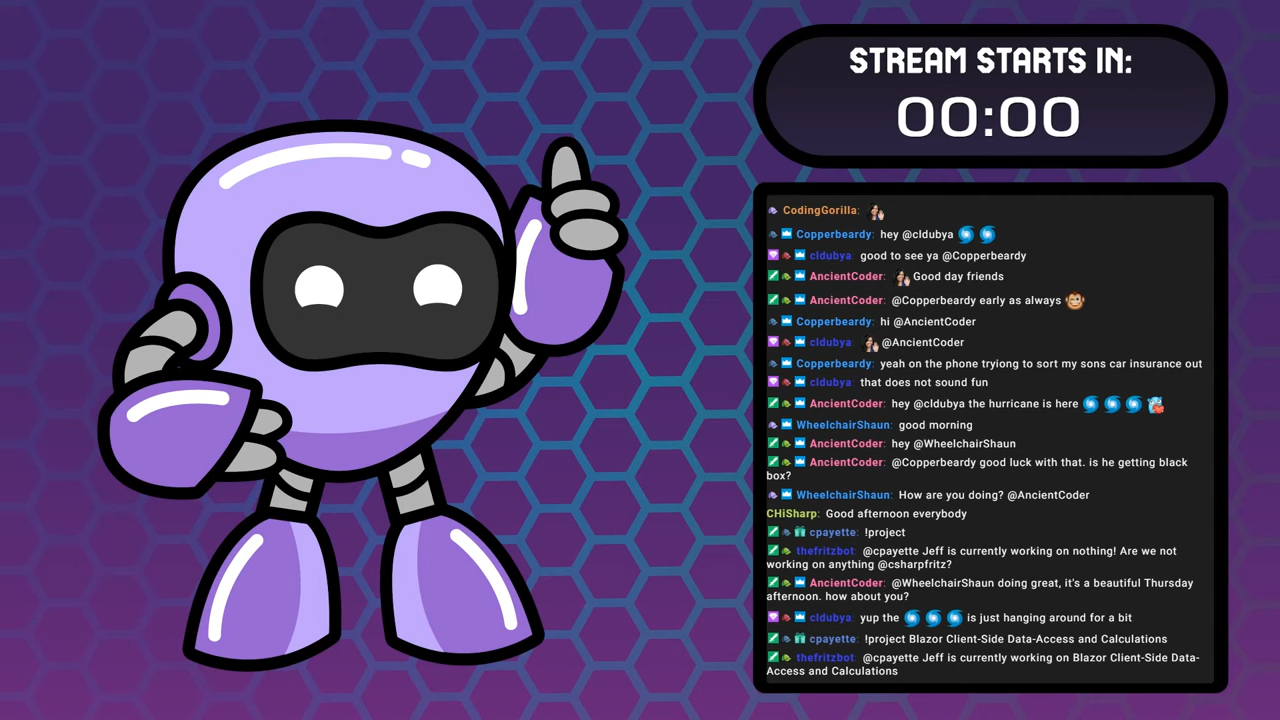 STREAM STARTS IN:
00:00
CodingGorilla:
Copperbeardy: hey @cldubya
cldubya: good to see ya @Copperbeardy
AncientCoder: Good day friends
AncientCoder: @Copperbeardy early as always
Copperbeardy: hi @AncientCoder
cldubya: @AncientCoder
Copperbeardy: yeah on the phone tryiong to sort my sons car insurance out
cldubya: that does not sound fun
AncientCoder: hey @cldubya the hurricane is here
WheelchairShaun: good morning
AncientCoder: hey @WheelchairShaun
AncientCoder: @Copperbeardy good luck with that. is he getting black
box?
WheelchairShaun: How are you doing? @AncientCoder
CHiSharp: Good afternoon everybody
cpayette: !project
thefritzbot: @cpayette Jeff is currently working on nothing! Are we not
working on anything @csharpfritz?
AncientCoder: @WheelchairShaun doing great, it's a beautiful Thursday
afternoon. how about you?
cldubya: yup the is just hanging around for a bit
cpayette: !project Blazor Client-Side Data-Access and Calculations
thefritzbot: @cpayette Jeff is currently working on Blazor Client-Side Data-
Access and Calculations